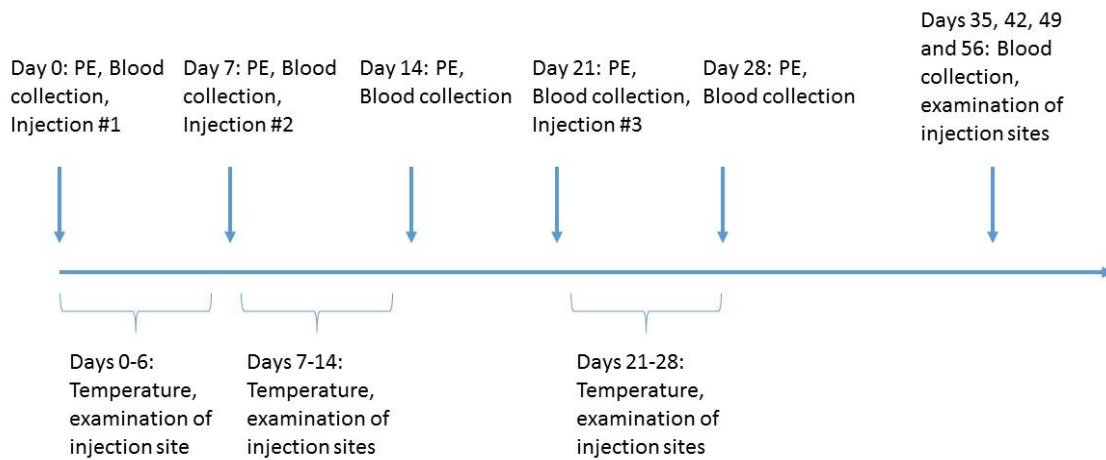 Day 0: PE, Blood
collection,
Injection #1
Day 7: PE, Blood
collection,
Injection #2
Day 14: PE,
Blood collection
Day 21: PE,
Blood collection,
Injection #3
Day 28: PE,
Blood collection
Days 35, 42, 49
and 56: Blood
collection,
examination of
injection sites
Days 0-6:
Temperature,
examination of
injection site
Days 7-14:
Temperature,
examination of
injection sites
Days 21-28:
Temperature,
examination of
injection sites